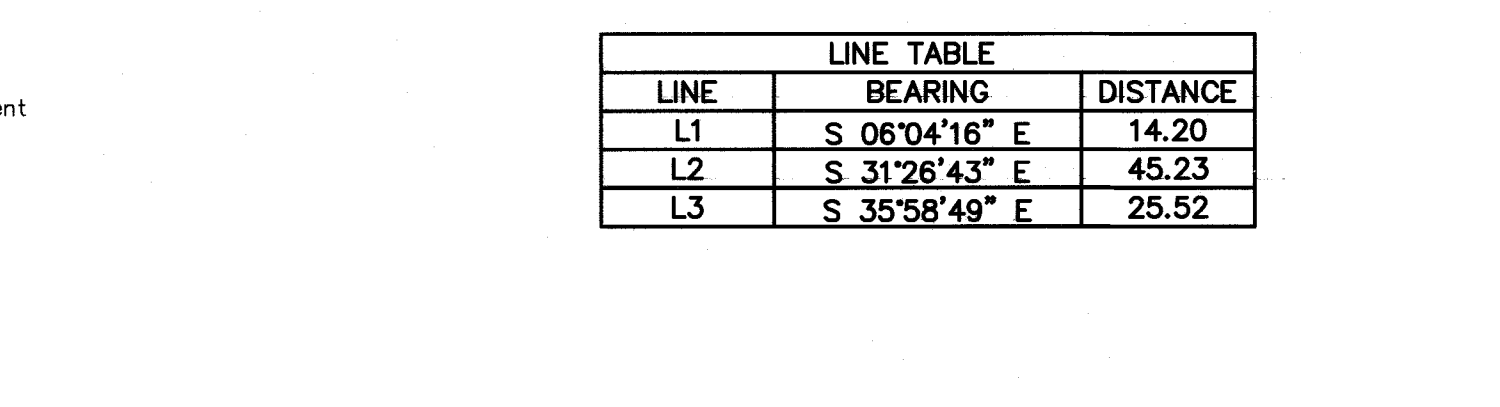 LINE TABLE
LINE BEARING DISTANCE
ent
L1 S 06°04'16" E 14.20
L2 S 31°26'43" E 45.23
L3 S 35°58'49" E 25.52